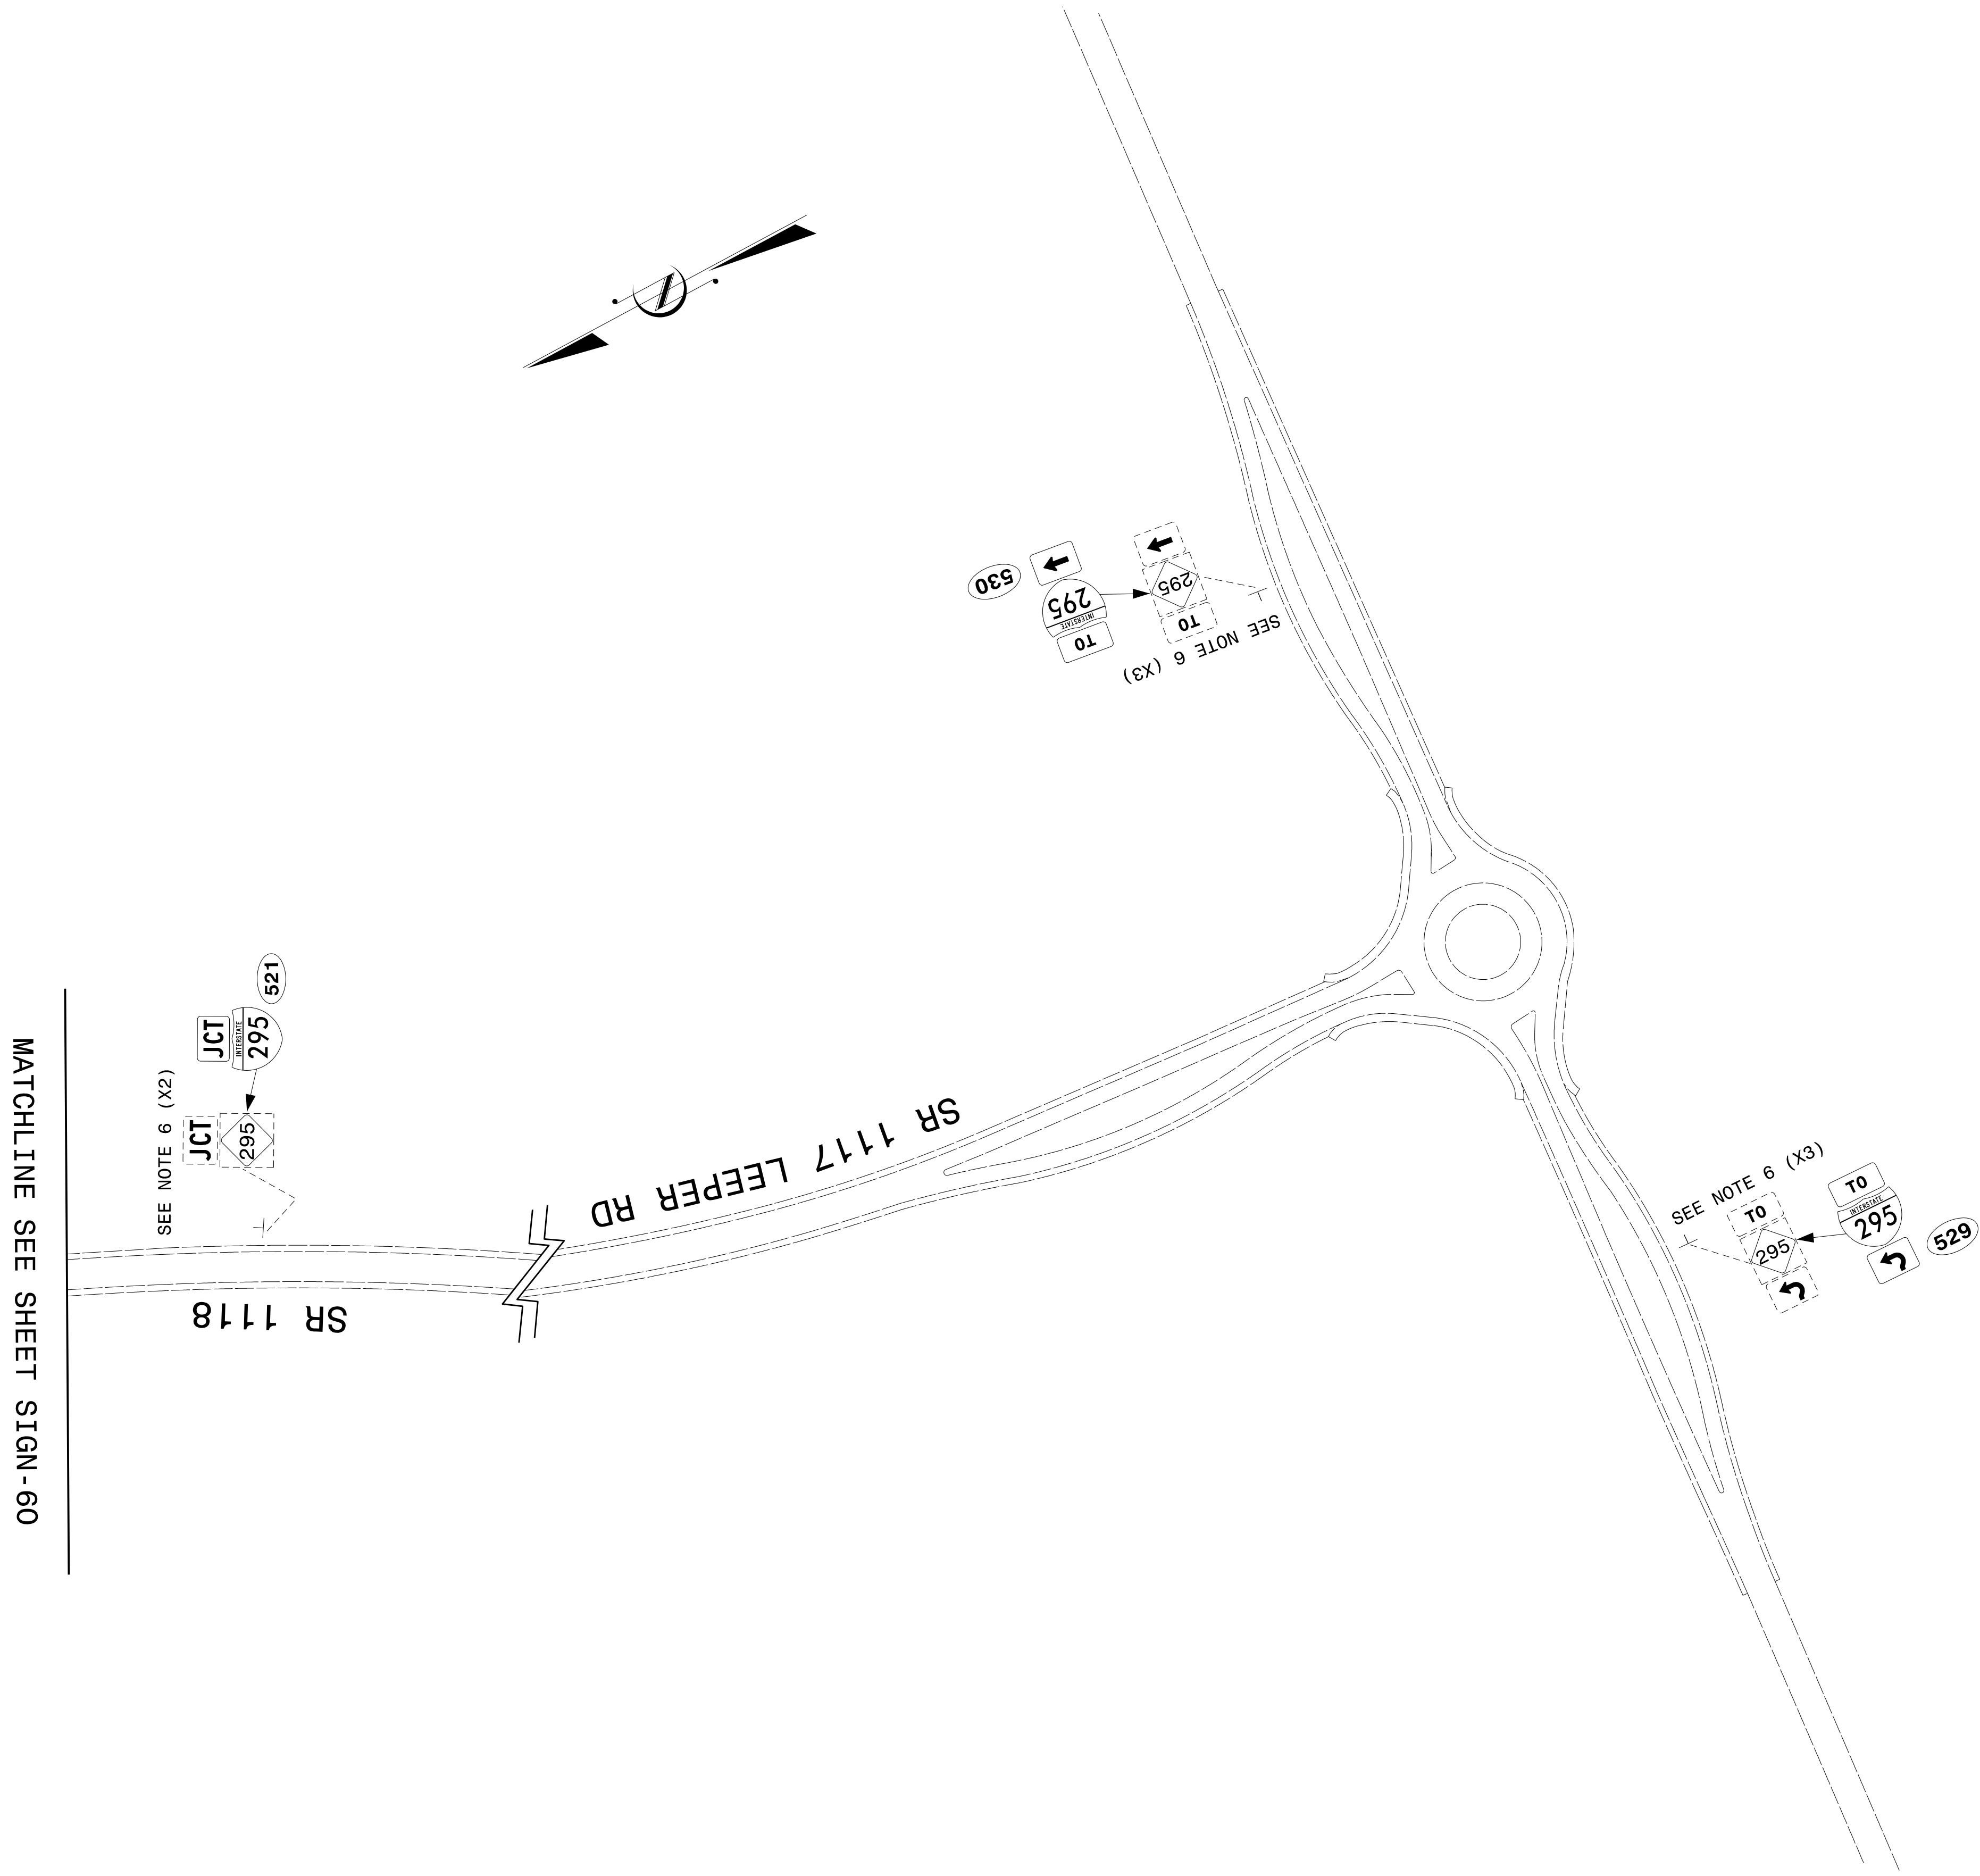 MATCHLINE SEE SHEET SIGN-60
521
JCT
INTERSTATE
295
SEE NOTE 6 (X2)
JCT
295
SR 1118
SR 1117 LEEPER RD
530
TO
INTERSTATE
295
TO
295
SEE NOTE 6 (X3)
SEE NOTE 6 (X3)
TO
295
TO
INTERSTATE
295
529